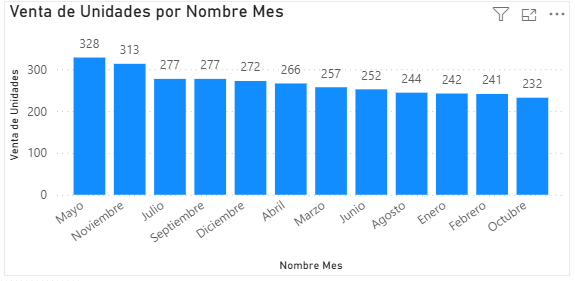 Venta de Unidades por Nombre Mes
328 313 277 277 272 266 257 252 244 242 241 232
Venta de Unidades
300
200
100
0
Mayo Noviembre Julio Septiembre Diciembre Abril Marzo Junio Agosto Enero Febrero Octubre
Nombre Mes